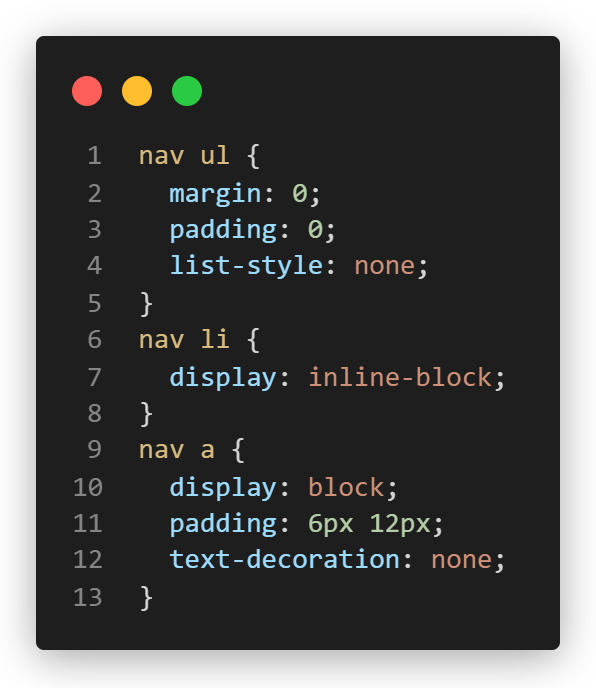 1 nav ul {
2   margin: 0;
3   padding: 0;
4   list-style: none;
5 }
6 nav li {
7   display: inline-block;
8 }
9 nav a {
10   display: block;
11   padding: 6px 12px;
12   text-decoration: none;
13 }